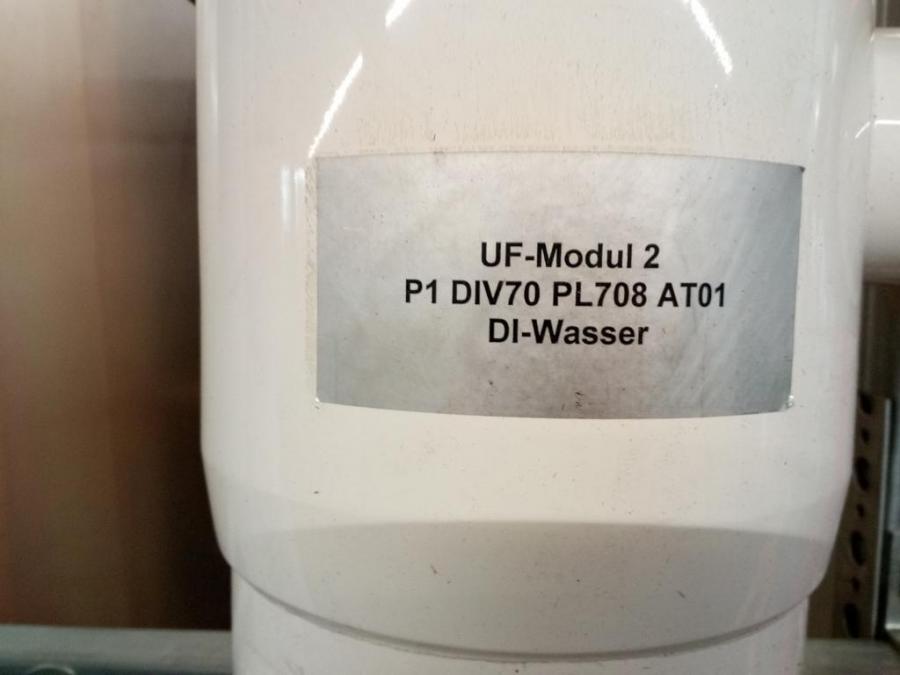 UF-Modul 2
P1 DIV70 PL708 AT01
DI-Wasser